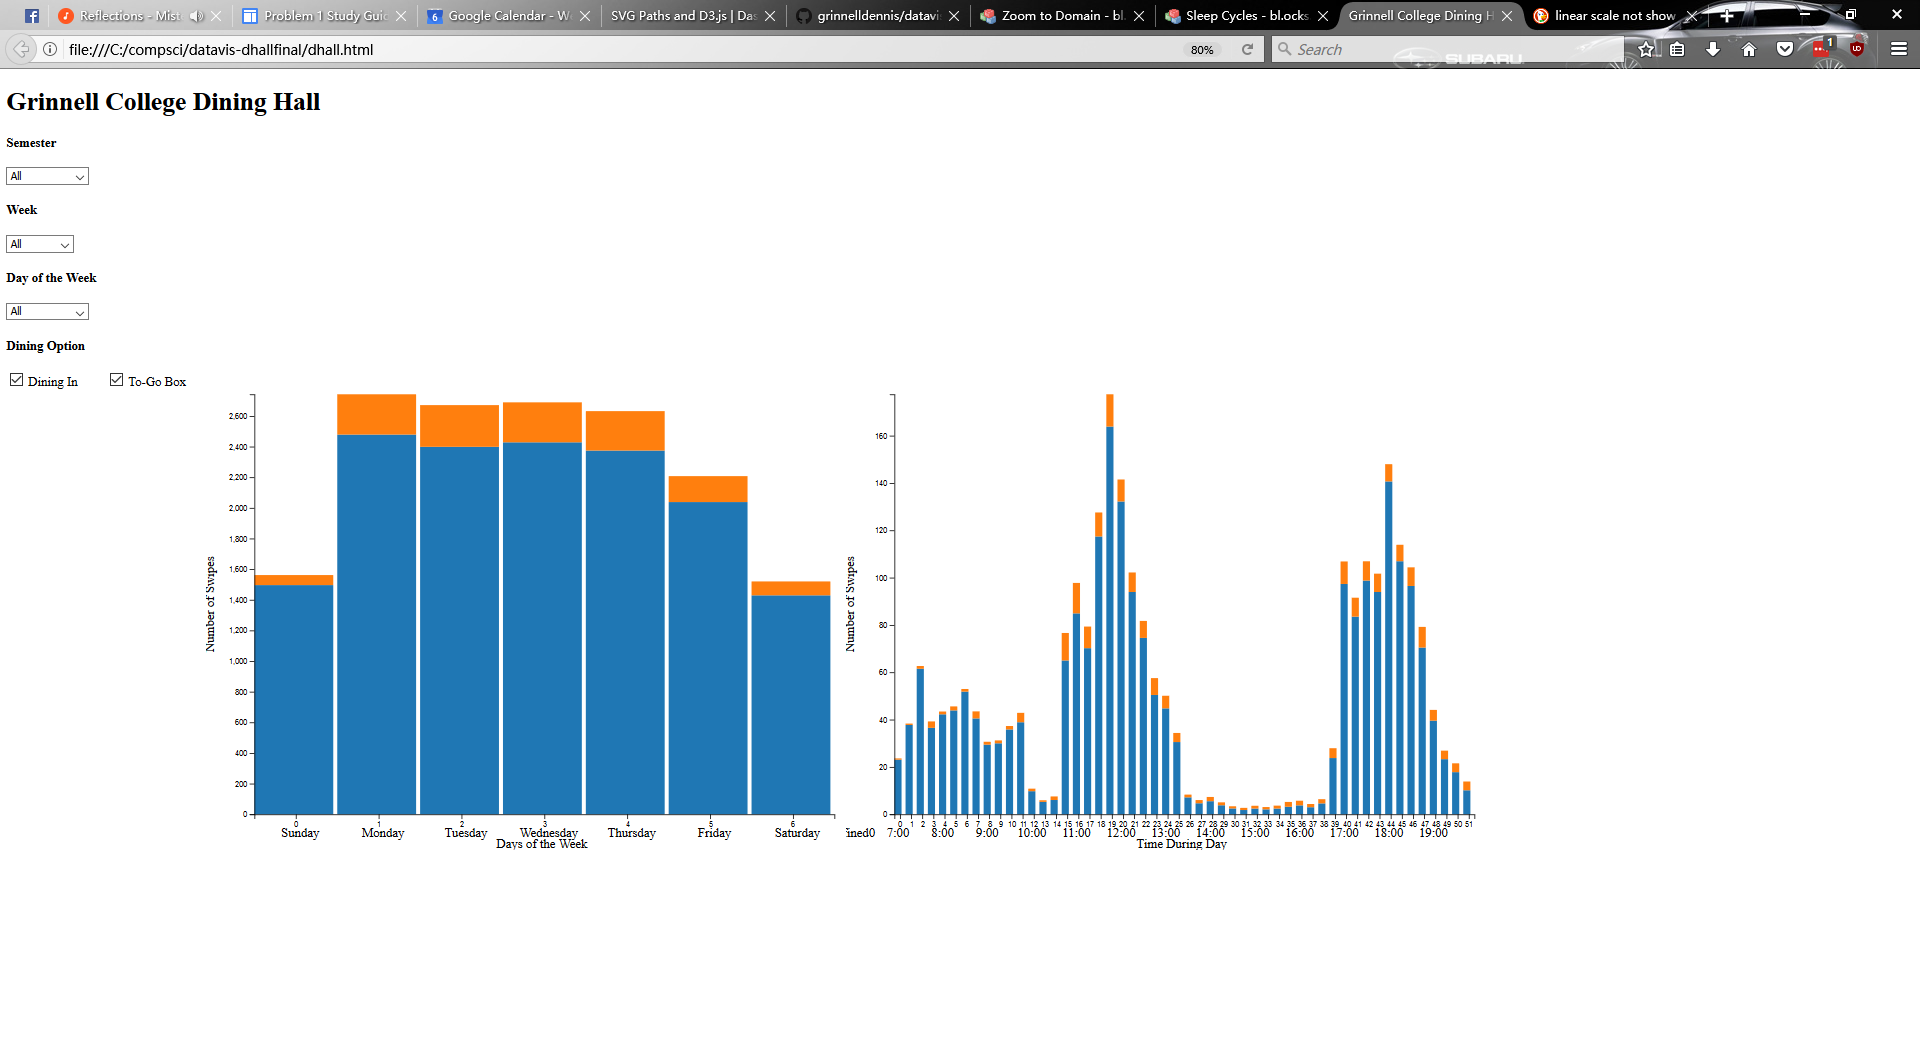 Reflections - Mist
Problem 1 Study Guid
Google Calendar - W
SVG Paths and D3.js | Das
grinnelldennis/datavi
Zoom to Domain - bl.
Sleep Cycles - bl.ocks.
Grinnell College Dining H
linear scale not show
file:///C:/compsci/datavis-dhallfinal/dhall.html
80%
Search
SUBARU
1
Grinnell College Dining Hall
Semester
All
Week
All
Day of the Week
All
Dining Option
Dining In
To-Go Box
2,600
2,400
2,200
2,000
1,800
1,600
1,400
1,200
1,000
800
600
400
200
0
Number of Swipes
0 1 2 3 4 5 6
Sunday Monday Tuesday Wednesday Thursday Friday Saturday
Days of the Week
160
140
120
100
80
60
40
20
0
Number of Swipes
0 1 2 3 4 5 6 7 8 9 10 11 12 13 14 15 16 17 18 19 20 21 22 23 24 25 26 27 28 29 30 31 32 33 34 35 36 37 38 39 40 41 42 43 44 45 46 47 48 49 50 51
fined0 7:00 8:00 9:00 10:00 11:00 12:00 13:00 14:00 15:00 16:00 17:00 18:00 19:00
Time During Day